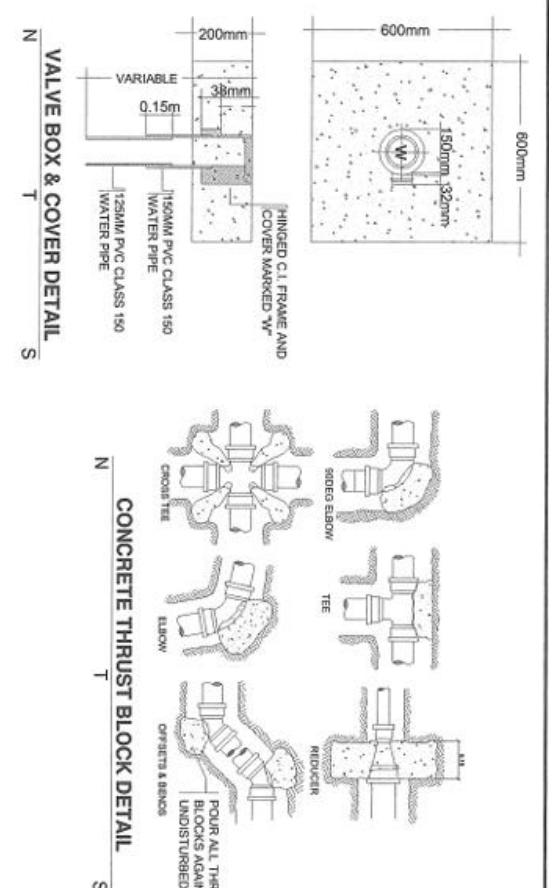 600mm
600mm
150mm
32mm
W
200mm
38mm
VARIABLE
0.15m
HINGED C.I. FRAME AND
COVER MARKED "W"
150MM PVC CLASS 150
WATER PIPE
125MM PVC CLASS 150
WATER PIPE
VALVE BOX & COVER DETAIL
N T S
90DEG ELBOW
TEE
REDUCER
CROSS TEE
ELBOW
OFFSETS & BENDS
POUR ALL THR
BLOCKS AGAIN
UNDISTURBED
CONCRETE THRUST BLOCK DETAIL
N T S